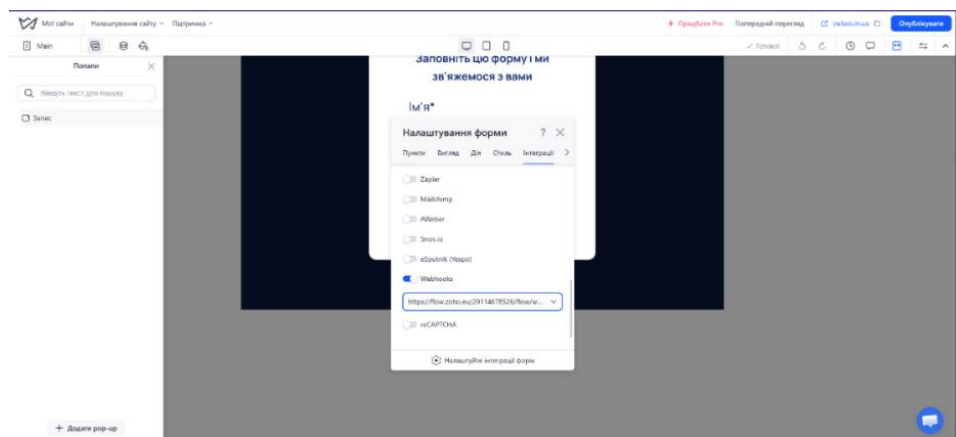 Мої сайти Налаштування сайту Підтримка Придбати Pro Попередній перегляд Опублікувати
Main Готово!
Попапи
Введіть текст для пошуку
Запис
Заповніть цю форму і ми
зв'яжемося з вами
Ім'я*
Налаштування форми ?
Пункти Вигляд Дія Стиль Інтеграції
Zapier
Mailchimp
AWeber
Snov.io
eSputnik (Yespo)
Webhooks
https://flow.zoho.eu/20114678526/flow/w...
reCAPTCHA
Налаштуйте інтеграції форм
+ Додати pop-up